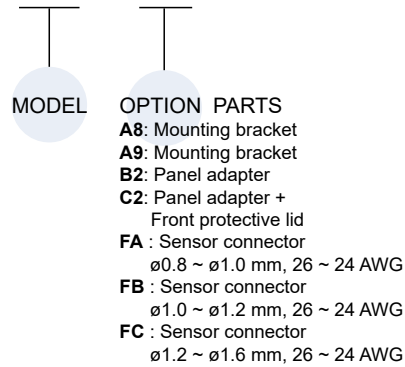 MODEL OPTION PARTS
A8: Mounting bracket
A9: Mounting bracket
B2: Panel adapter
C2: Panel adapter +
Front protective lid
FA : Sensor connector
ø0.8 ~ ø1.0 mm, 26 ~ 24 AWG
FB : Sensor connector
ø1.0 ~ ø1.2 mm, 26 ~ 24 AWG
FC : Sensor connector
ø1.2 ~ ø1.6 mm, 26 ~ 24 AWG